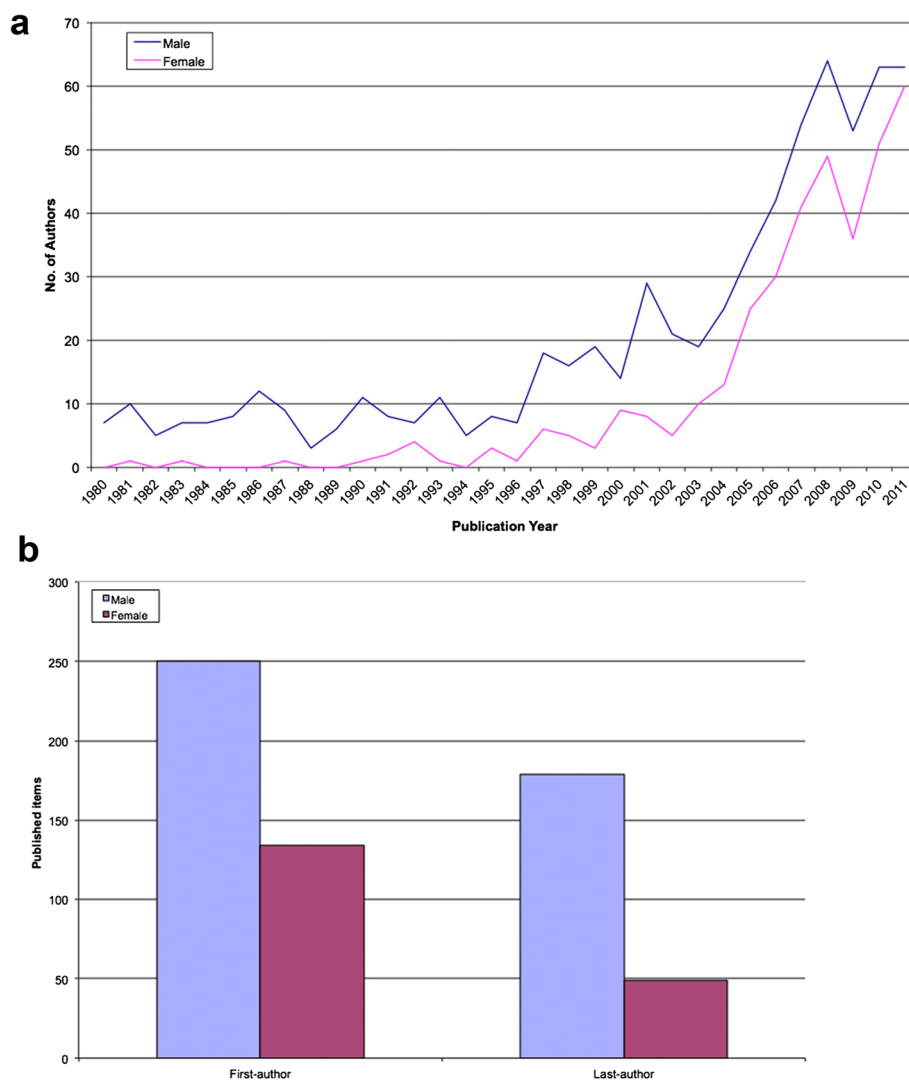 a
70
60
50
40
30
20
10
0
No. of Authors
Male
Female
1980 1981 1982 1983 1984 1985 1986 1987 1988 1989 1990 1991 1992 1993 1994 1995 1996 1997 1998 1999 2000 2001 2002 2003 2004 2005 2006 2007 2008 2009 2010 2011
Publication Year
b
300
250
200
150
100
50
0
Published items
Male
Female
First-author Last-author